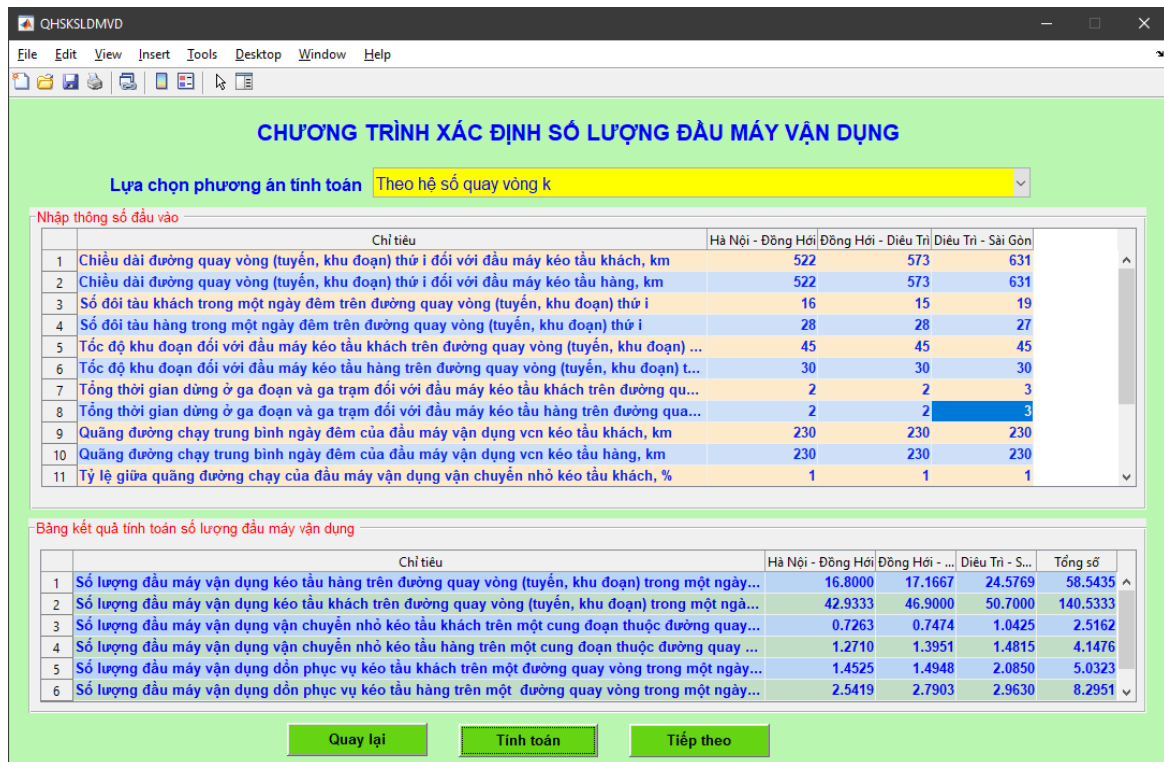 QHSKSLDMVD
File Edit View Insert Tools Desktop Window Help
CHƯƠNG TRÌNH XÁC ĐỊNH SỐ LƯỢNG ĐẦU MÁY VẬN DỤNG
Lựa chọn phương án tính toán Theo hệ số quay vòng k
Nhập thông số đầu vào
Chỉ tiêu Hà Nội - Đồng Hới Đồng Hới - Diêu Trì Diêu Trì - Sài Gòn
1 Chiều dài đường quay vòng (tuyến, khu đoạn) thứ i đối với đầu máy kéo tầu khách, km 522 573 631
2 Chiều dài đường quay vòng (tuyến, khu đoạn) thứ i đối với đầu máy kéo tầu hàng, km 522 573 631
3 Số đôi tàu khách trong một ngày đêm trên đường quay vòng (tuyến, khu đoạn) thứ i 16 15 19
4 Số đôi tàu hàng trong một ngày đêm trên đường quay vòng (tuyến, khu đoạn) thứ i 28 28 27
5 Tốc độ khu đoạn đối với đầu máy kéo tầu khách trên đường quay vòng (tuyến, khu đoạn) ... 45 45 45
6 Tốc độ khu đoạn đối với đầu máy kéo tầu hàng trên đường quay vòng (tuyến, khu đoạn) t... 30 30 30
7 Tổng thời gian dừng ở ga đoạn và ga trạm đối với đầu máy kéo tầu khách trên đường qu... 2 2 3
8 Tổng thời gian dừng ở ga đoạn và ga trạm đối với đầu máy kéo tầu hàng trên đường qua... 2 2 3
9 Quãng đường chạy trung bình ngày đêm của đầu máy vận dụng vcn kéo tầu khách, km 230 230 230
10 Quãng đường chạy trung bình ngày đêm của đầu máy vận dụng vcn kéo tầu hàng, km 230 230 230
11 Tỷ lệ giữa quãng đường chạy của đầu máy vận dụng vận chuyển nhỏ kéo tầu khách, % 1 1 1
Bảng kết quả tính toán số lượng đầu máy vận dụng
Chỉ tiêu Hà Nội - Đồng Hới Đồng Hới - ... Diêu Trì - S... Tổng số
1 Số lượng đầu máy vận dụng kéo tầu hàng trên đường quay vòng (tuyến, khu đoạn) trong một ngày... 16.8000 17.1667 24.5769 58.5435
2 Số lượng đầu máy vận dụng kéo tầu khách trên đường quay vòng (tuyến, khu đoạn) trong một ngà... 42.9333 46.9000 50.7000 140.5333
3 Số lượng đầu máy vận dụng vận chuyển nhỏ kéo tầu khách trên một cung đoạn thuộc đường quay... 0.7263 0.7474 1.0425 2.5162
4 Số lượng đầu máy vận dụng vận chuyển nhỏ kéo tầu hàng trên một cung đoạn thuộc đường quay ... 1.2710 1.3951 1.4815 4.1476
5 Số lượng đầu máy vận dụng dồn phục vụ kéo tầu khách trên một đường quay vòng trong một ngày... 1.4525 1.4948 2.0850 5.0323
6 Số lượng đầu máy vận dụng dồn phục vụ kéo tầu hàng trên một đường quay vòng trong một ngày... 2.5419 2.7903 2.9630 8.2951
Quay lại Tính toán Tiếp theo